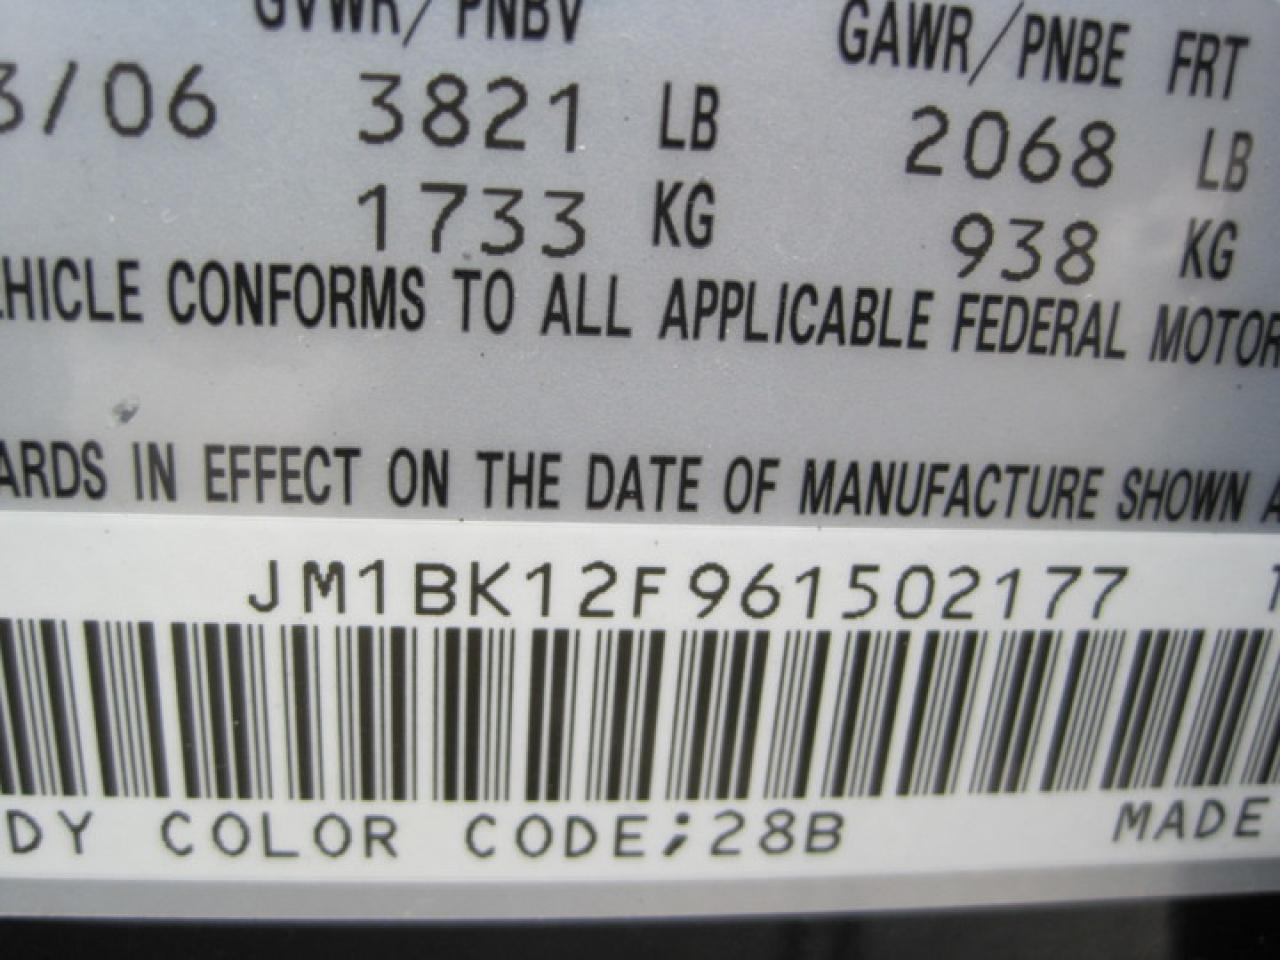 GVWR/PNBV GAWR/PNBE FRT
3/06 3821 LB 2068 LB
1733 KG 938 KG
EHICLE CONFORMS TO ALL APPLICABLE FEDERAL MOTOR
ARDS IN EFFECT ON THE DATE OF MANUFACTURE SHOWN A
JM1BK12F961502177 T
DY COLOR CODE;28B MADE